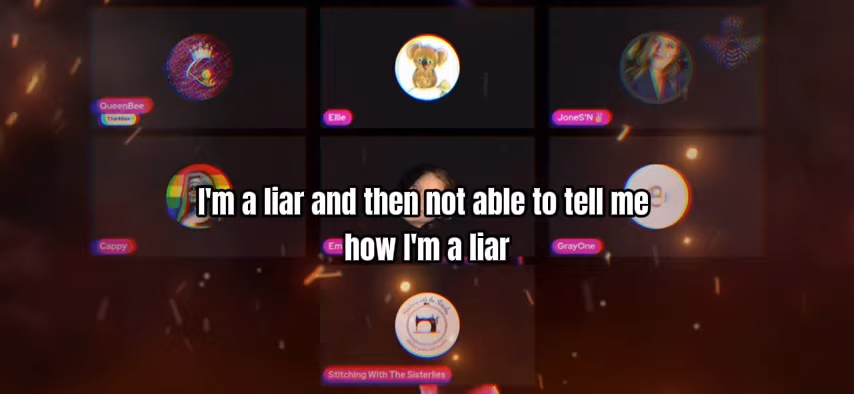 QueenBee
Ellie
JoneS'N ✌️
I'm a liar and then not able to tell me
how I'm a liar
Cappy
Em
GrayOne
Stitching With The Sisterlies